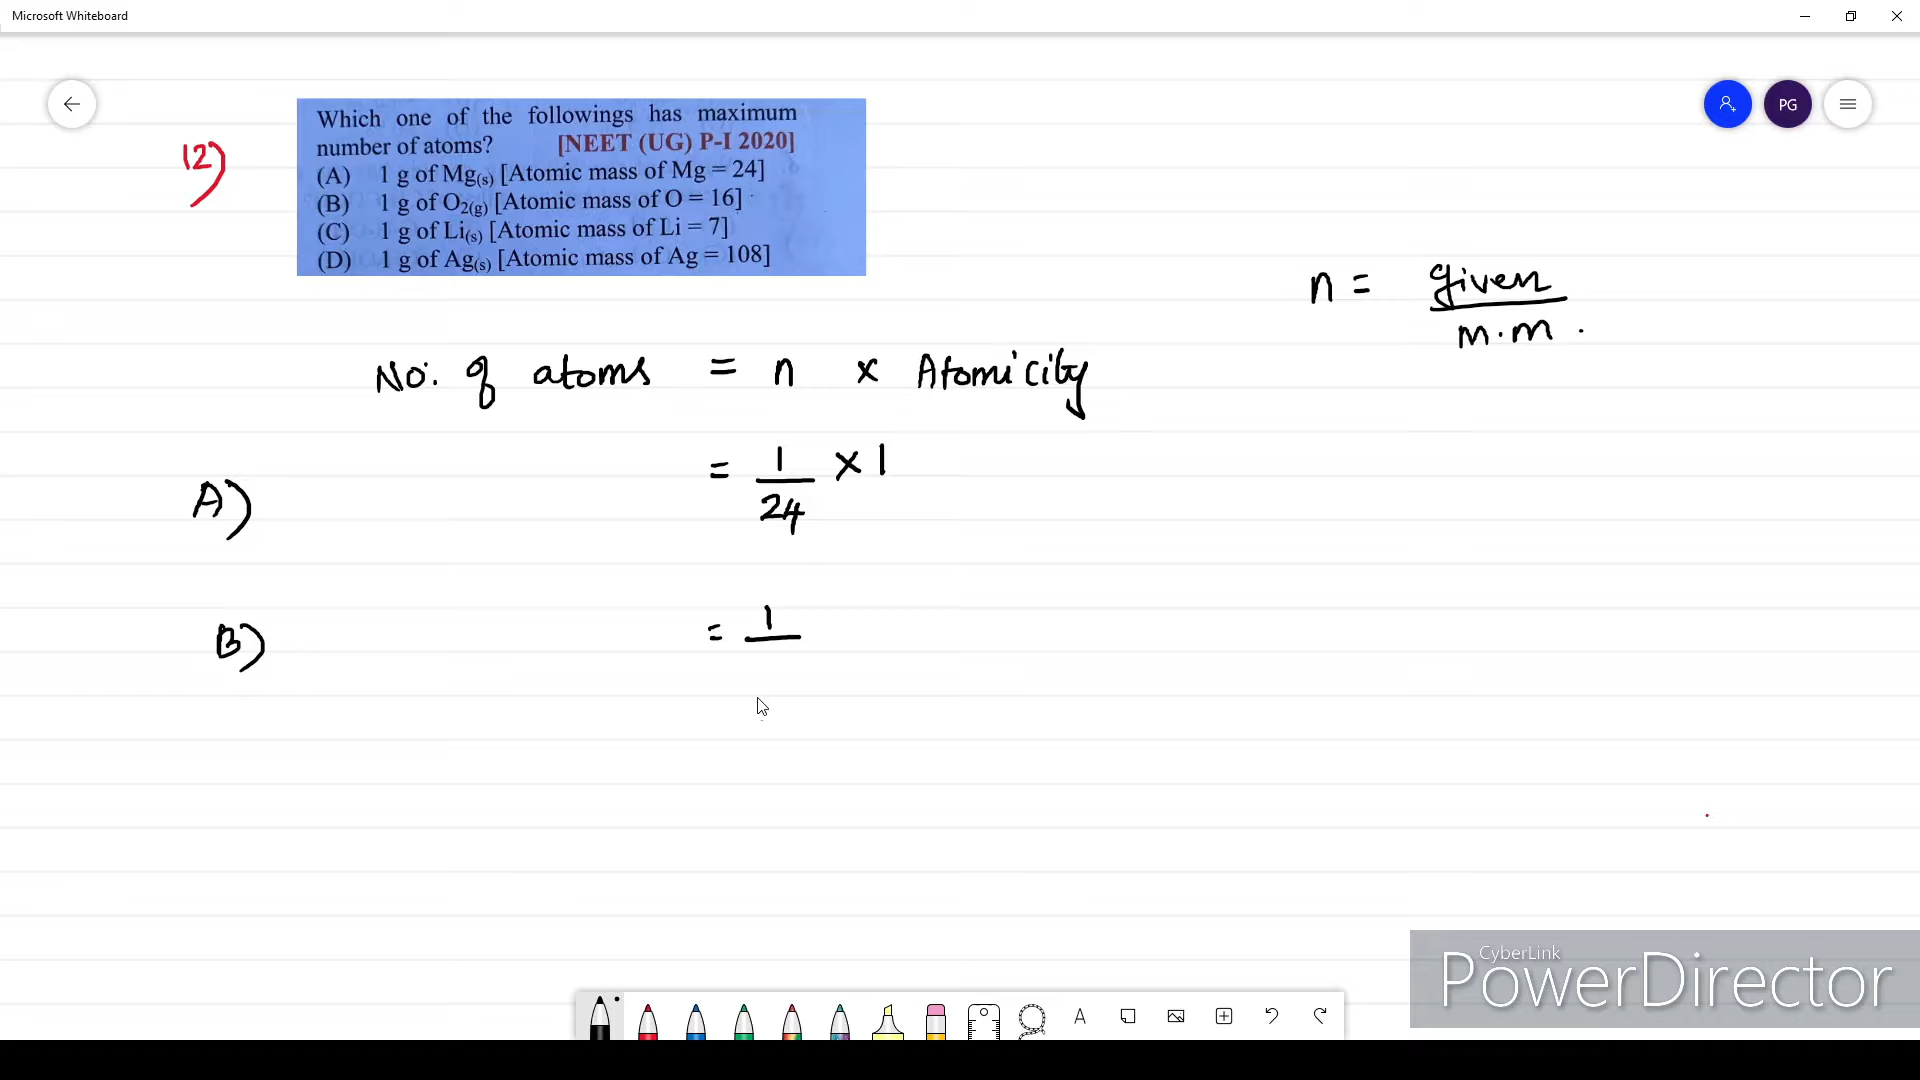 Microsoft Whiteboard
PG
12)
Which one of the followings has maximum
number of atoms? [NEET (UG) P-I 2020]
(A) 1 g of Mg(s) [Atomic mass of Mg = 24]
(B) 1 g of O2(g) [Atomic mass of O = 16]
(C) 1 g of Li(s) [Atomic mass of Li = 7]
(D) 1 g of Ag(s) [Atomic mass of Ag = 108]
n = given
m.m.
No. of atoms = n x Atomicity
A) = 1/24 x 1
B) = 1
CyberLink
PowerDirector
A